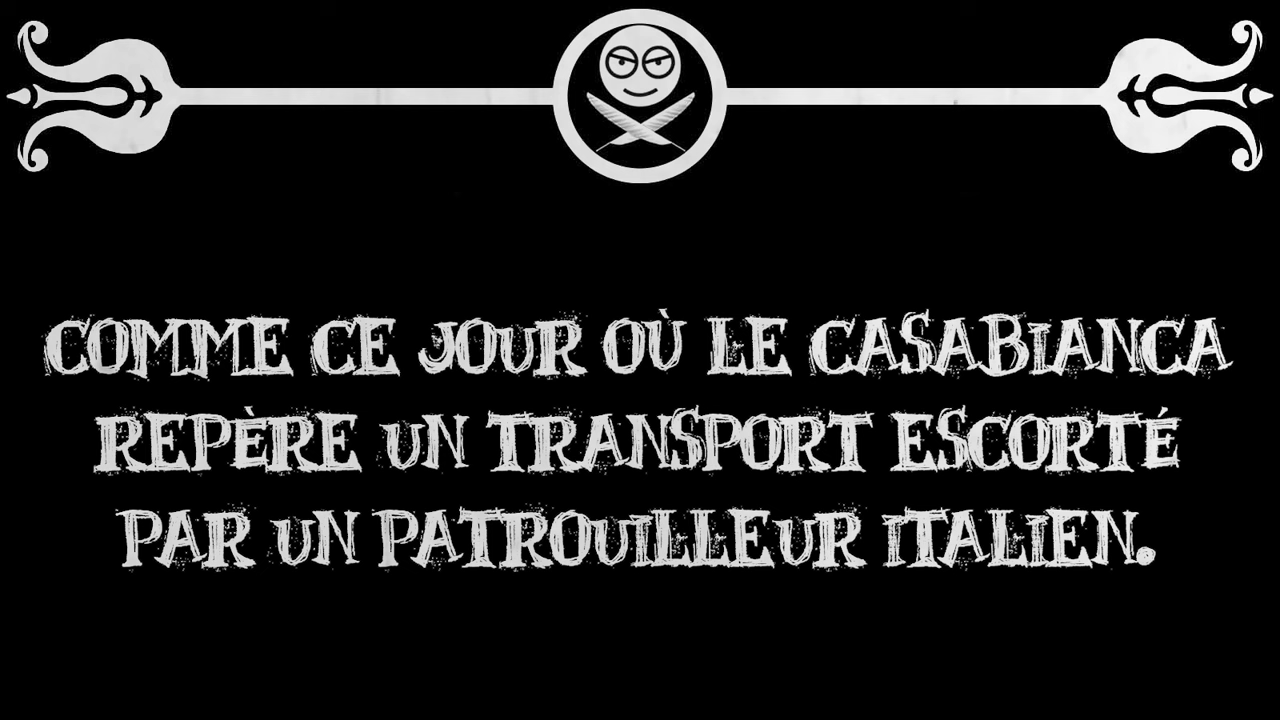 COMME CE JOUR OÙ LE CASABIANCA
REPÈRE UN TRANSPORT ESCORTÉ
PAR UN PATROUILLEUR ITALIEN.